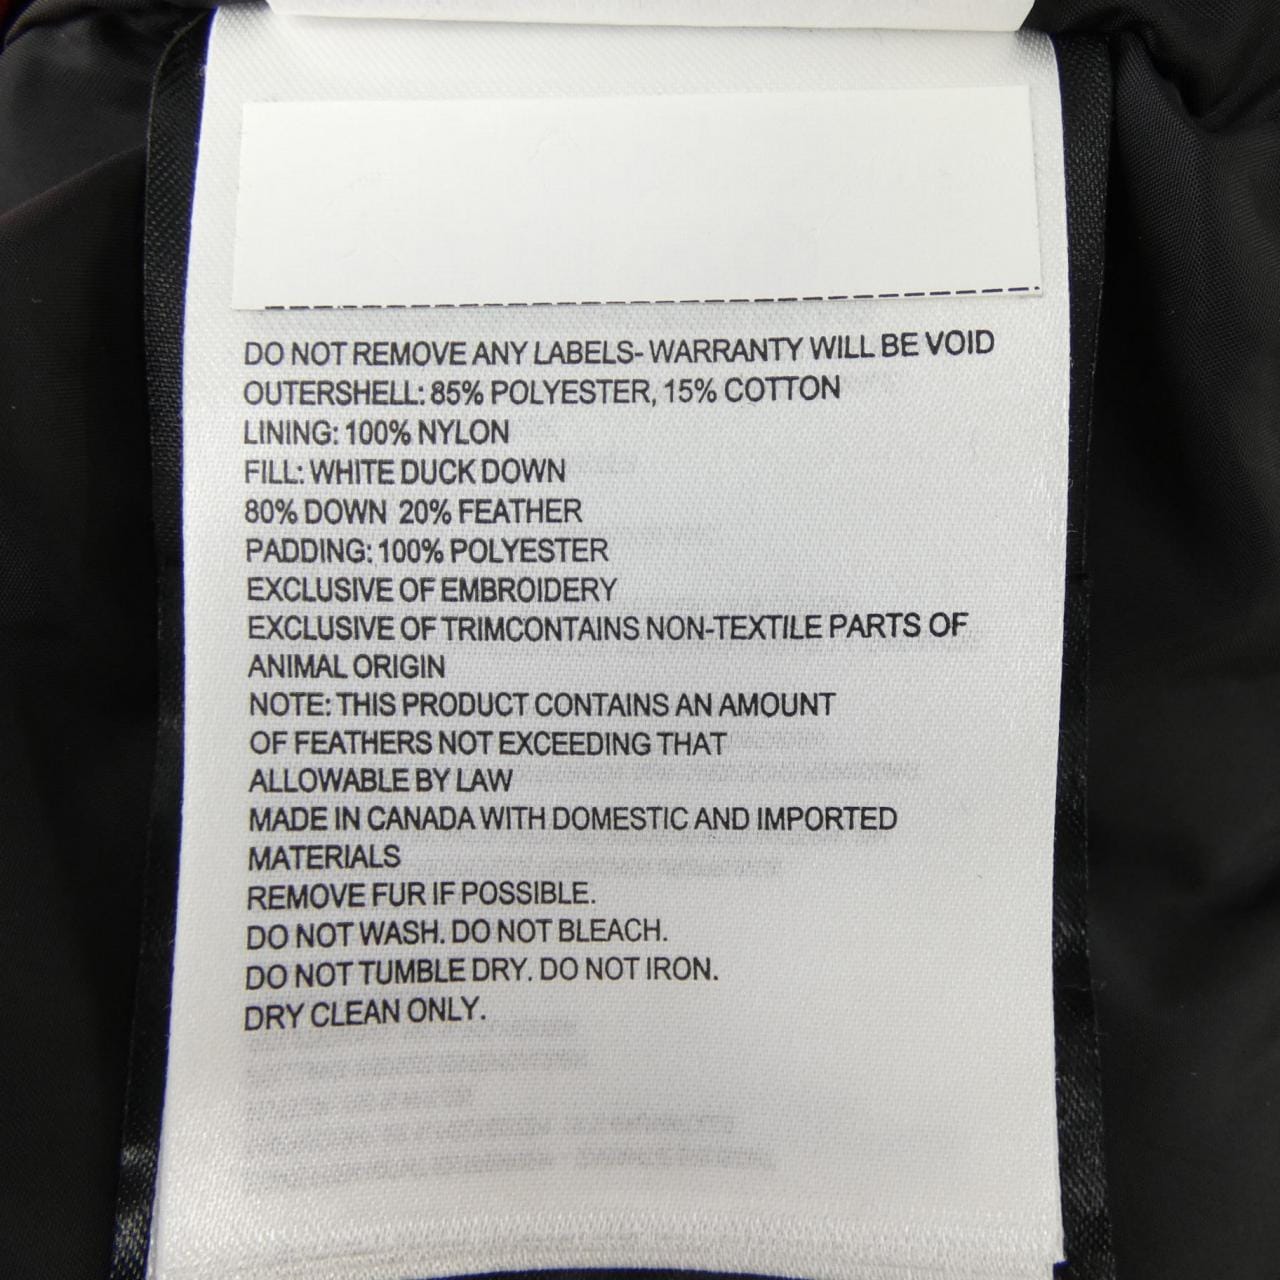 DO NOT REMOVE ANY LABELS- WARRANTY WILL BE VOID
OUTERSHELL: 85% POLYESTER, 15% COTTON
LINING: 100% NYLON
FILL: WHITE DUCK DOWN
80% DOWN 20% FEATHER
PADDING: 100% POLYESTER
EXCLUSIVE OF EMBROIDERY
EXCLUSIVE OF TRIMCONTAINS NON-TEXTILE PARTS OF
ANIMAL ORIGIN
NOTE: THIS PRODUCT CONTAINS AN AMOUNT
OF FEATHERS NOT EXCEEDING THAT
ALLOWABLE BY LAW
MADE IN CANADA WITH DOMESTIC AND IMPORTED
MATERIALS
REMOVE FUR IF POSSIBLE.
DO NOT WASH. DO NOT BLEACH.
DO NOT TUMBLE DRY. DO NOT IRON.
DRY CLEAN ONLY.